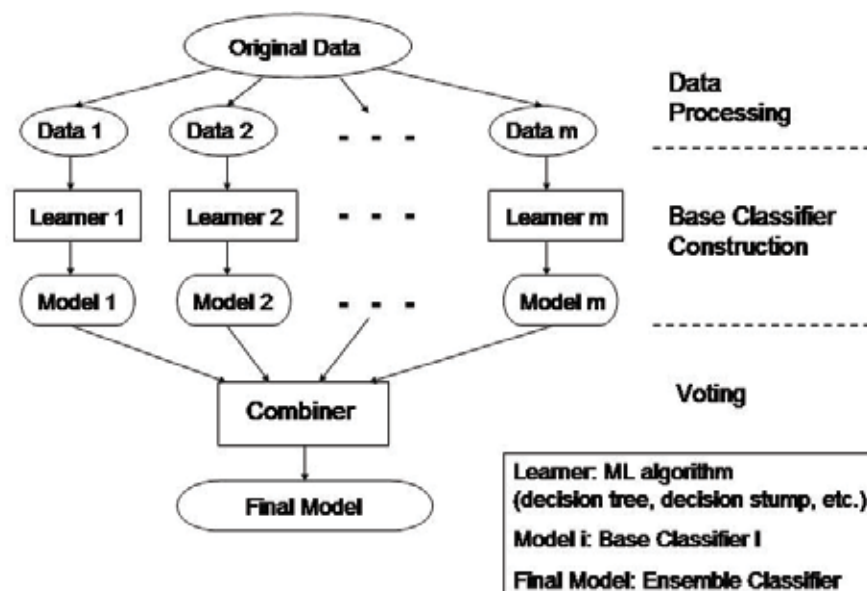 Original Data
Data
Processing
Data 1
Data 2
- - -
Data m
Learner 1
Learner 2
- - -
Learner m
Base Classifier
Construction
Model 1
Model 2
- - -
Model m
Combiner
Voting
Final Model
Learner: ML algorithm
(decision tree, decision stump, etc.)
Model i: Base Classifier I
Final Model: Ensemble Classifier